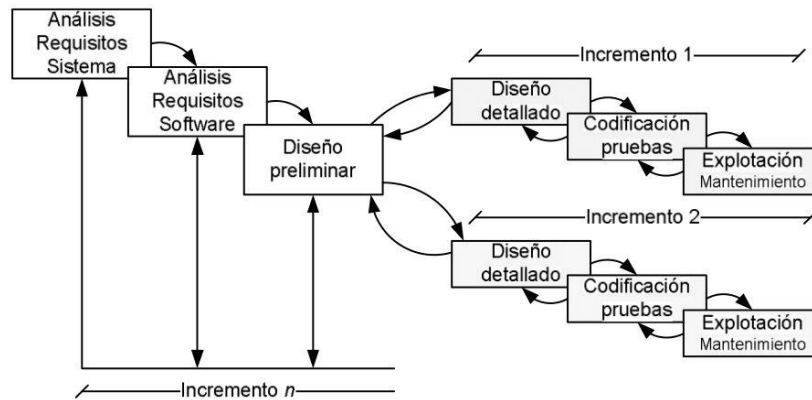 Análisis
Requisitos
Sistema
Análisis
Requisitos
Software
Diseño
preliminar
Incremento 1
Diseño
detallado
Codificación
pruebas
Explotación
Mantenimiento
Incremento 2
Diseño
detallado
Codificación
pruebas
Explotación
Mantenimiento
Incremento n